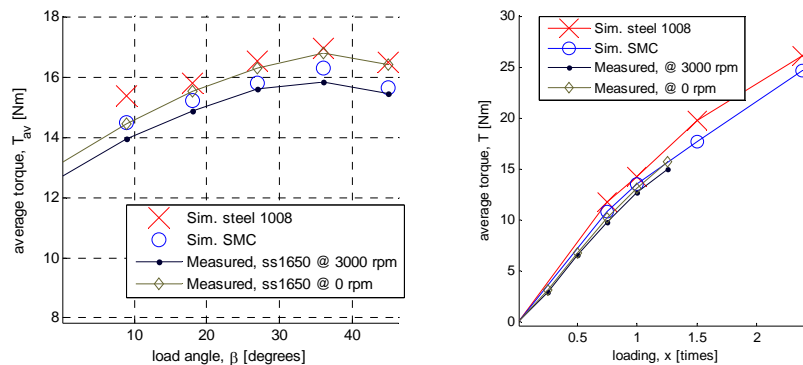 18
16
14
12
10
8
10 20 30 40
average torque, T_av [Nm]
load angle, β [degrees]
Sim. steel 1008
Sim. SMC
Measured, ss1650 @ 3000 rpm
Measured, ss1650 @ 0 rpm
30
25
20
15
10
5
0
0.5 1 1.5 2
average torque, T [Nm]
loading, x [times]
Sim. steel 1008
Sim. SMC
Measured, @ 3000 rpm
Measured, @ 0 rpm